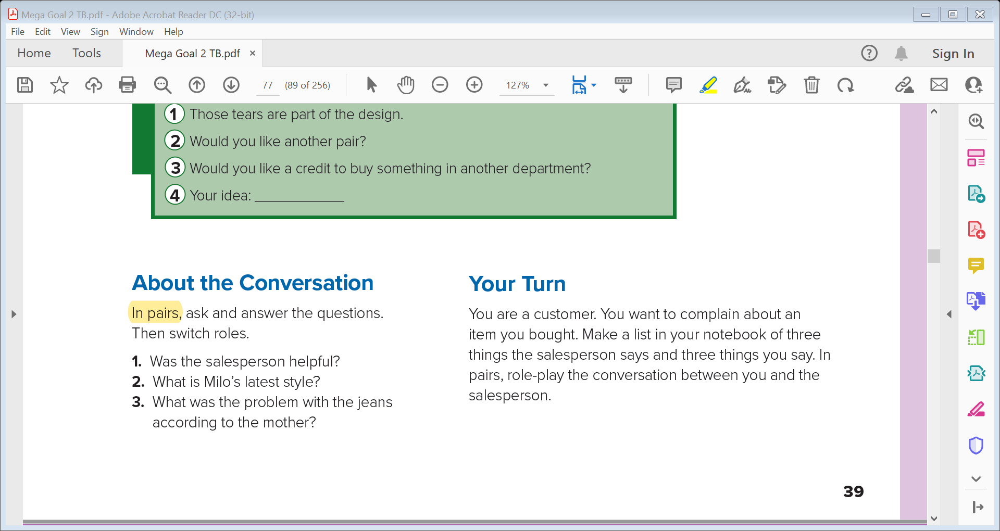 Mega Goal 2 TB.pdf - Adobe Acrobat Reader DC (32-bit)
File Edit View Sign Window Help
Home Tools Mega Goal 2 TB.pdf × Sign In
77 (89 of 256) 127%
1 Those tears are part of the design.
2 Would you like another pair?
3 Would you like a credit to buy something in another department?
4 Your idea: ____________
About the Conversation
In pairs, ask and answer the questions.
Then switch roles.
1. Was the salesperson helpful?
2. What is Milo’s latest style?
3. What was the problem with the jeans
according to the mother?
Your Turn
You are a customer. You want to complain about an
item you bought. Make a list in your notebook of three
things the salesperson says and three things you say. In
pairs, role-play the conversation between you and the
salesperson.
39